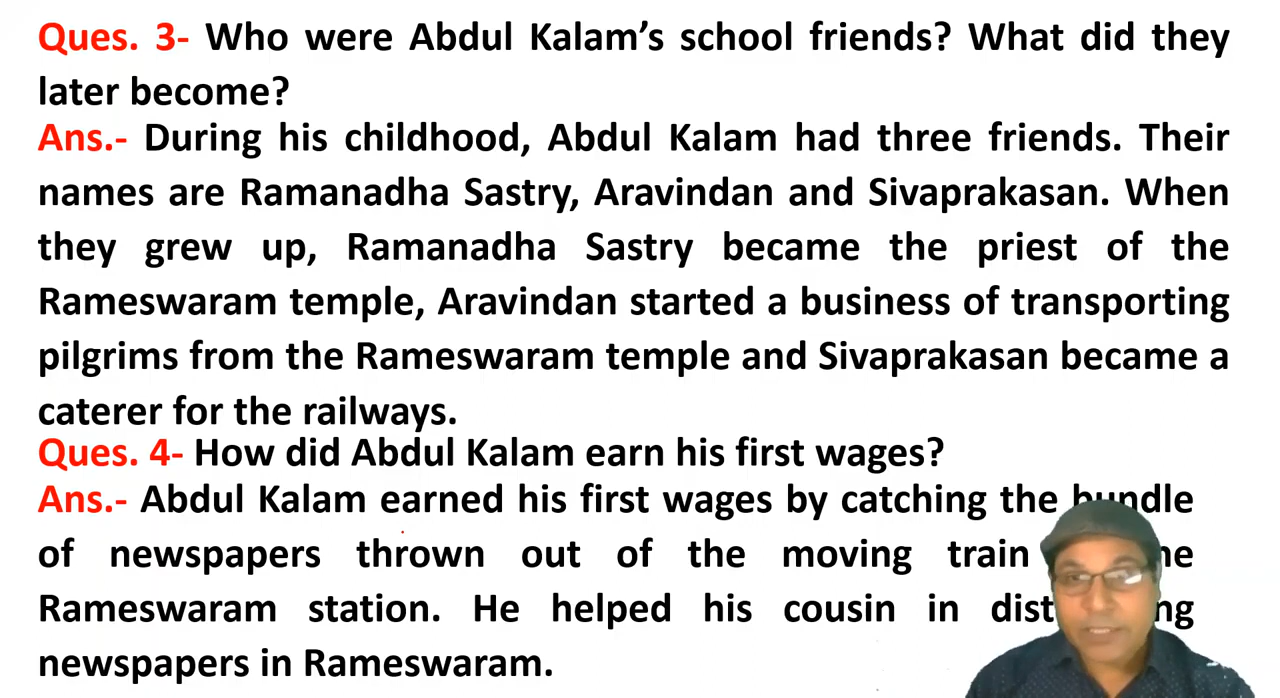 Ques. 3- Who were Abdul Kalam’s school friends? What did they
later become?
Ans.- During his childhood, Abdul Kalam had three friends. Their
names are Ramanadha Sastry, Aravindan and Sivaprakasan. When
they grew up, Ramanadha Sastry became the priest of the
Rameswaram temple, Aravindan started a business of transporting
pilgrims from the Rameswaram temple and Sivaprakasan became a
caterer for the railways.
Ques. 4- How did Abdul Kalam earn his first wages?
Ans.- Abdul Kalam earned his first wages by catching the bundle
of newspapers thrown out of the moving train
Rameswaram station. He helped his cousin in
newspapers in Rameswaram.